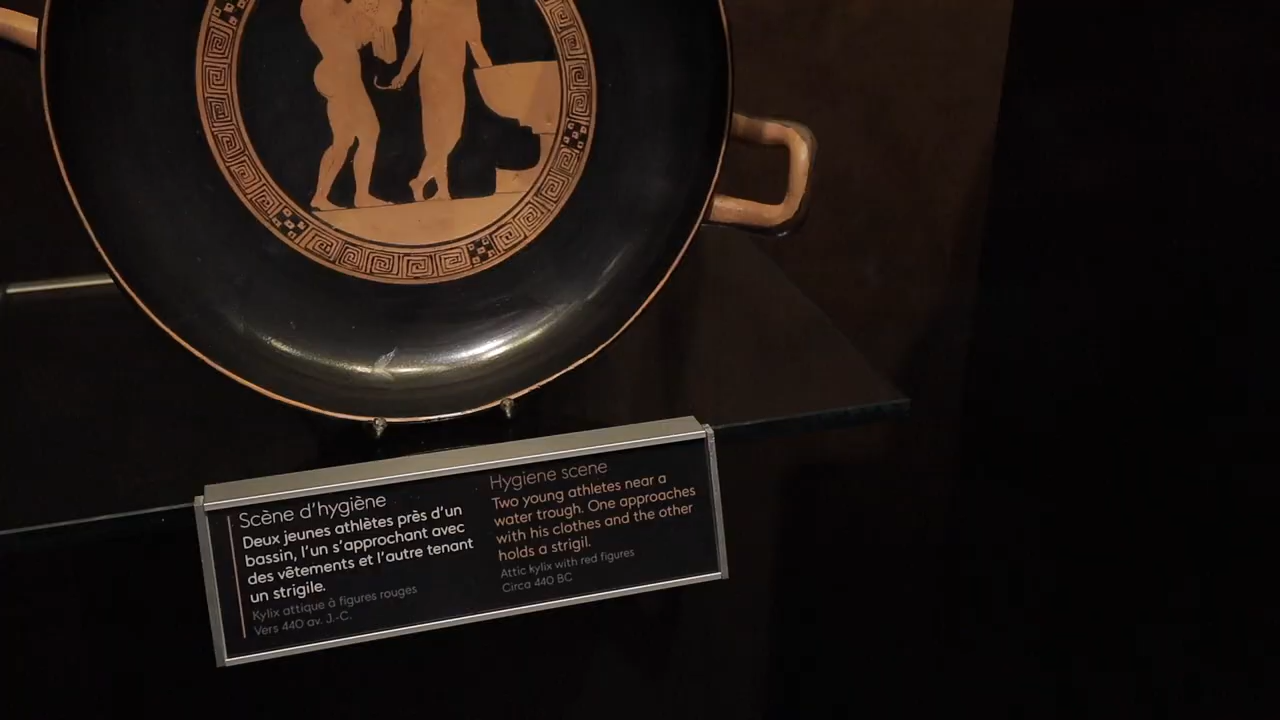 Scène d'hygiène
Deux jeunes athlètes près d'un
bassin, l'un s'approchant avec
des vêtements et l'autre tenant
un strigile.
Kylix attique à figures rouges
Vers 440 av. J.-C.
Hygiene scene
Two young athletes near a
water trough. One approaches
with his clothes and the other
holds a strigil.
Attic kylix with red figures
Circa 440 BC